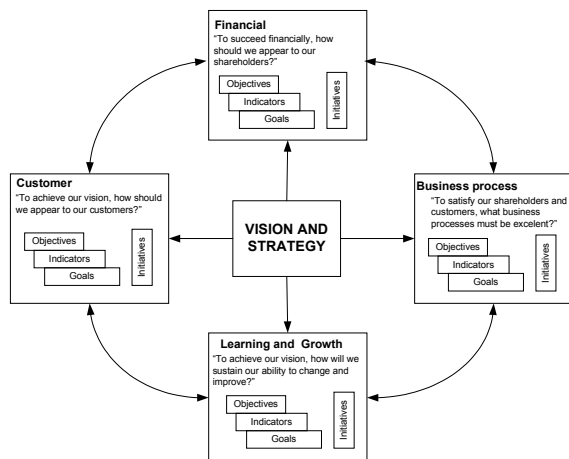 Financial
“To succeed financially, how
should we appear to our
shareholders?”
Objectives
Indicators
Goals
Initiatives
Customer
“To achieve our vision, how should
we appear to our customers?”
Objectives
Indicators
Goals
Initiatives
VISION AND
STRATEGY
Business process
“To satisfy our shareholders and
customers, what business
processes must be excelent?”
Objectives
Indicators
Goals
Initiatives
Learning and Growth
“To achieve our vision, how will we
sustain our ability to change and
improve?”
Objectives
Indicators
Goals
Initiatives